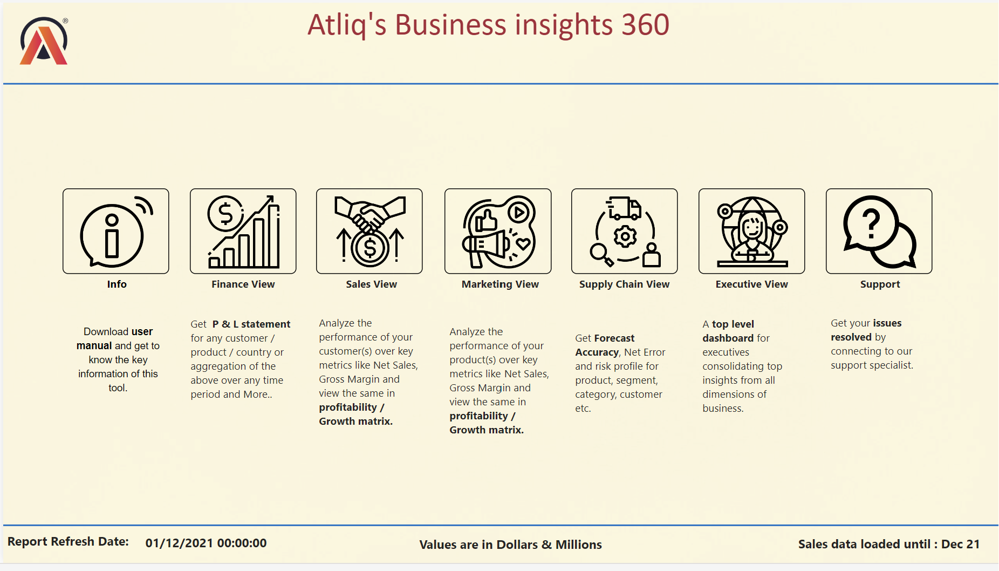 ®
Atliq's Business insights 360
Info
Download user
manual and get to
know the key
information of this
tool.
Finance View
Get  P & L statement
for any customer /
product / country or
aggregation of the
above over any time
period and More..
Sales View
Analyze the
performance of your
customer(s) over key
metrics like Net Sales,
Gross Margin and
view the same in
profitability /
Growth matrix.
Marketing View
Analyze the
performance of your
product(s) over key
metrics like Net Sales,
Gross Margin and
view the same in
profitability /
Growth matrix.
Supply Chain View
Get Forecast
Accuracy, Net Error
and risk profile for
product, segment,
category, customer
etc.
Executive View
A top level
dashboard for
executives
consolidating top
insights from all
dimensions of
business.
Support
Get your issues
resolved by
connecting to our
support specialist.
Report Refresh Date: 01/12/2021 00:00:00
Values are in Dollars & Millions
Sales data loaded until : Dec 21